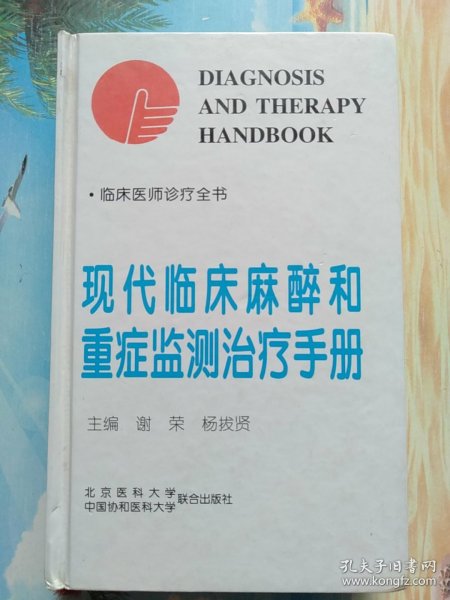 DIAGNOSIS
AND THERAPY
HANDBOOK
·临床医师诊疗全书
现代临床麻醉和
重症监测治疗手册
主编 谢荣 杨拔贤
北京医科大学
中国协和医科大学
联合出版社
孔夫子旧书网
www.kongfz.com